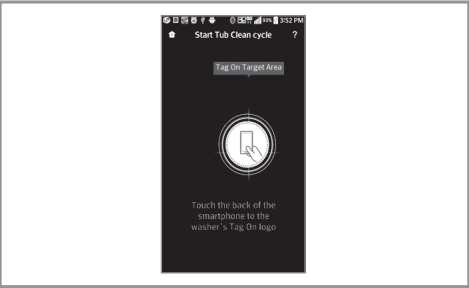 93% 3:52 PM
Start Tub Clean cycle ?
Tag On Target Area
Touch the back of the
smartphone to the
washer's Tag On logo